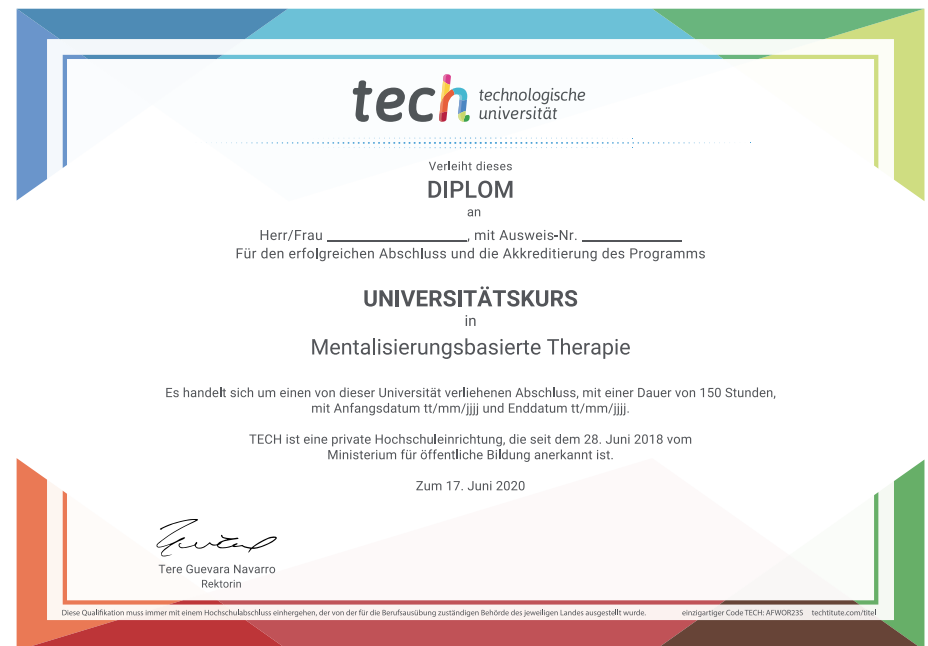 tech technologische
universität
Verleiht dieses
DIPLOM
an
Herr/Frau ____________, mit Ausweis-Nr. ____________
Für den erfolgreichen Abschluss und die Akkreditierung des Programms
UNIVERSITÄTSKURS
in
Mentalisierungsbasierte Therapie
Es handelt sich um einen von dieser Universität verliehenen Abschluss, mit einer Dauer von 150 Stunden,
mit Anfangsdatum tt/mm/jjjj und Enddatum tt/mm/jjjj.
TECH ist eine private Hochschuleinrichtung, die seit dem 28. Juni 2018 vom
Ministerium für öffentliche Bildung anerkannt ist.
Zum 17. Juni 2020
Tere Guevara Navarro
Rektorin
Diese Qualifikation muss immer mit einem Hochschulabschluss einhergehen, der von der für die Berufsausübung zuständigen Behörde des jeweiligen Landes ausgestellt wurde. einzigartiger Code TECH: AFWOR23S techtitute.com/titel